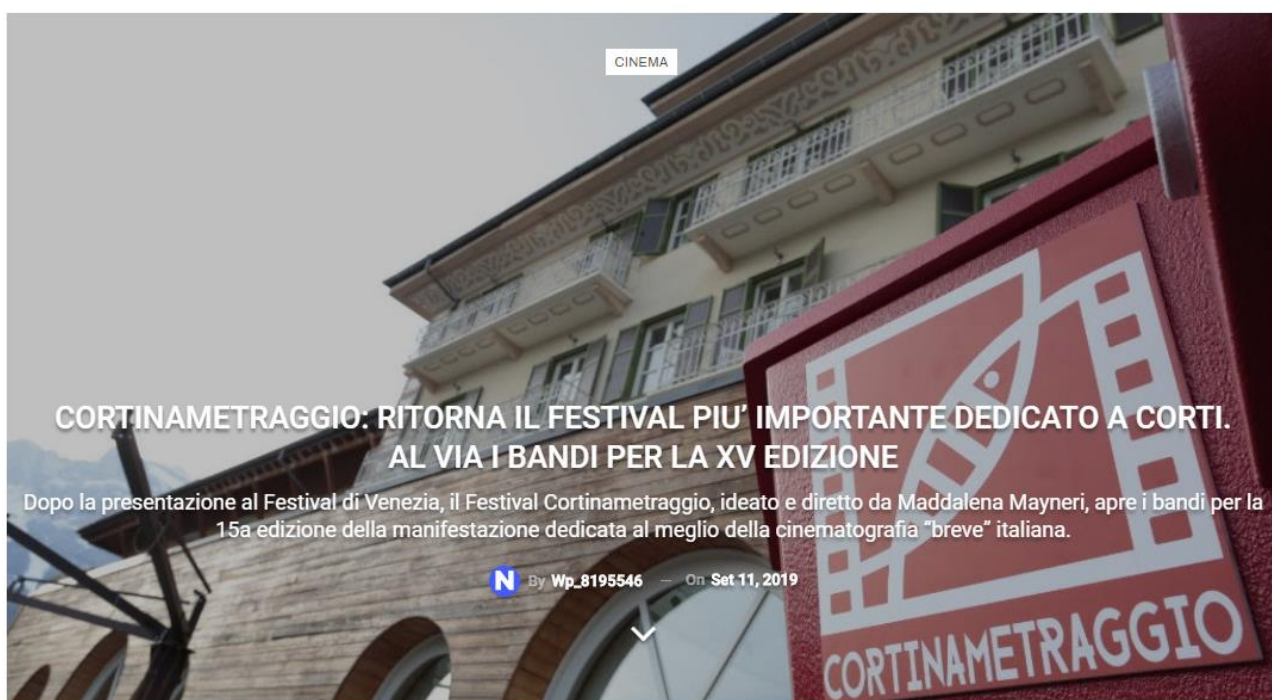 CINEMA
CORTINAMETRAGGIO: RITORNA IL FESTIVAL PIU' IMPORTANTE DEDICATO A CORTI.
AL VIA I BANDI PER LA XV EDIZIONE
Dopo la presentazione al Festival di Venezia, il Festival Cortinametraggio, ideato e diretto da Maddalena Mayneri, apre i bandi per la
15a edizione della manifestazione dedicata al meglio della cinematografia “breve” italiana.
N By Wp_8195546 — On Set 11, 2019
CORTINAMETRAGGIO